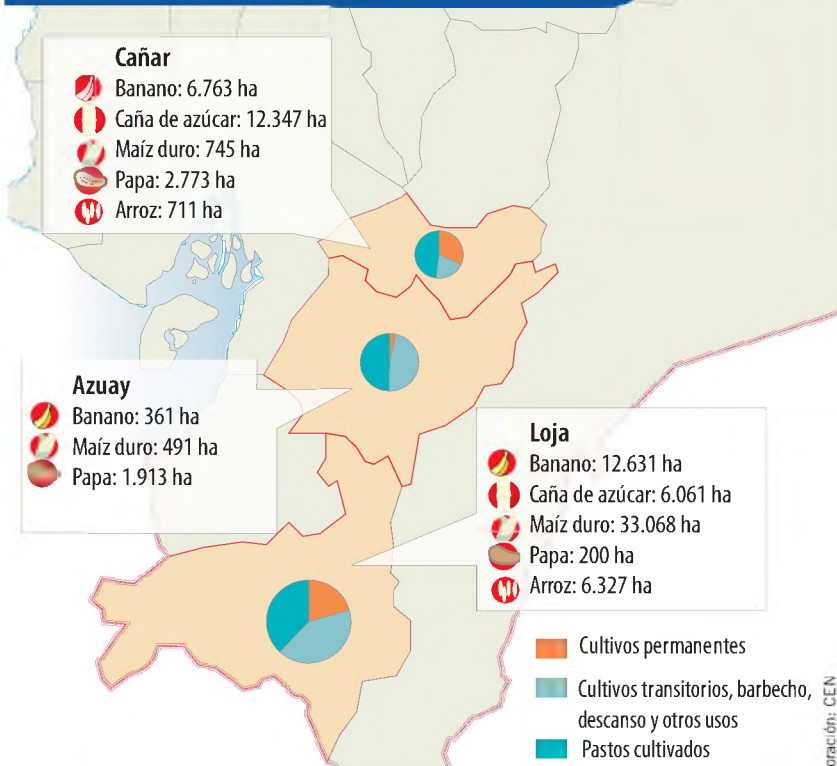 Cañar
Banano: 6.763 ha
Caña de azúcar: 12.347 ha
Maíz duro: 745 ha
Papa: 2.773 ha
Arroz: 711 ha
Azuay
Banano: 361 ha
Maíz duro: 491 ha
Papa: 1.913 ha
Loja
Banano: 12.631 ha
Caña de azúcar: 6.061 ha
Maíz duro: 33.068 ha
Papa: 200 ha
Arroz: 6.327 ha
Cultivos permanentes
Cultivos transitorios, barbecho,
descanso y otros usos
Pastos cultivados
CEN